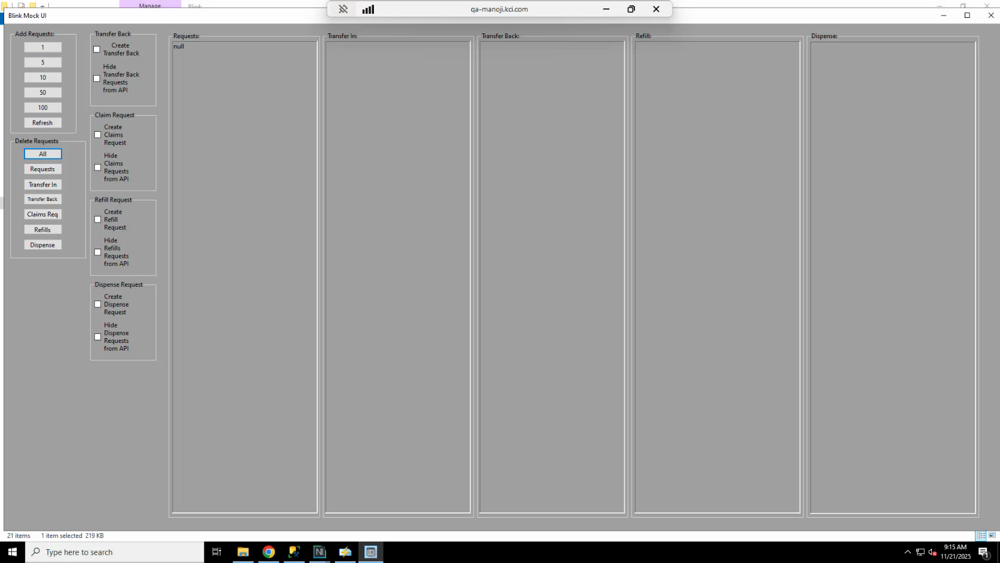 Manage
Blink
qa-manoji.kci.com
Blink Mock UI
Add Requests:
1
5
10
50
100
Refresh
Delete Requests
All
Requests
Transfer In
Transfer Back
Claims Req
Refills
Dispense
Transfer Back
Create
Transfer Back
Hide
Transfer Back
Requests
from API
Claim Request
Create
Claims
Request
Hide
Claims
Requests
from API
Refill Request
Create
Refill
Request
Hide
Refills
Requests
from API
Dispense Request
Create
Dispense
Request
Hide
Dispense
Requests
from API
Requests:
null
Transfer In:
Transfer Back:
Refill:
Dispense:
21 items 1 item selected 219 KB
Type here to search
9:15 AM
11/21/2025
1